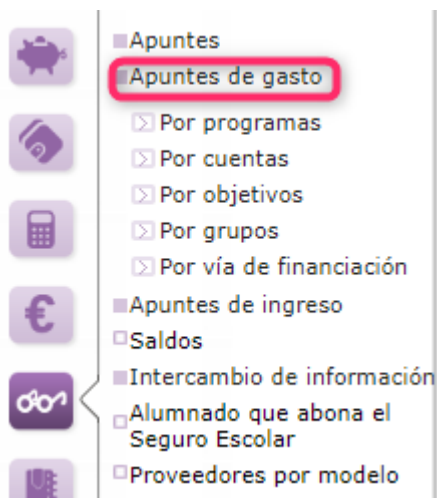 Apuntes
Apuntes de gasto
Por programas
Por cuentas
Por objetivos
Por grupos
Por vía de financiación
Apuntes de ingreso
Saldos
Intercambio de información
Alumnado que abona el
Seguro Escolar
Proveedores por modelo